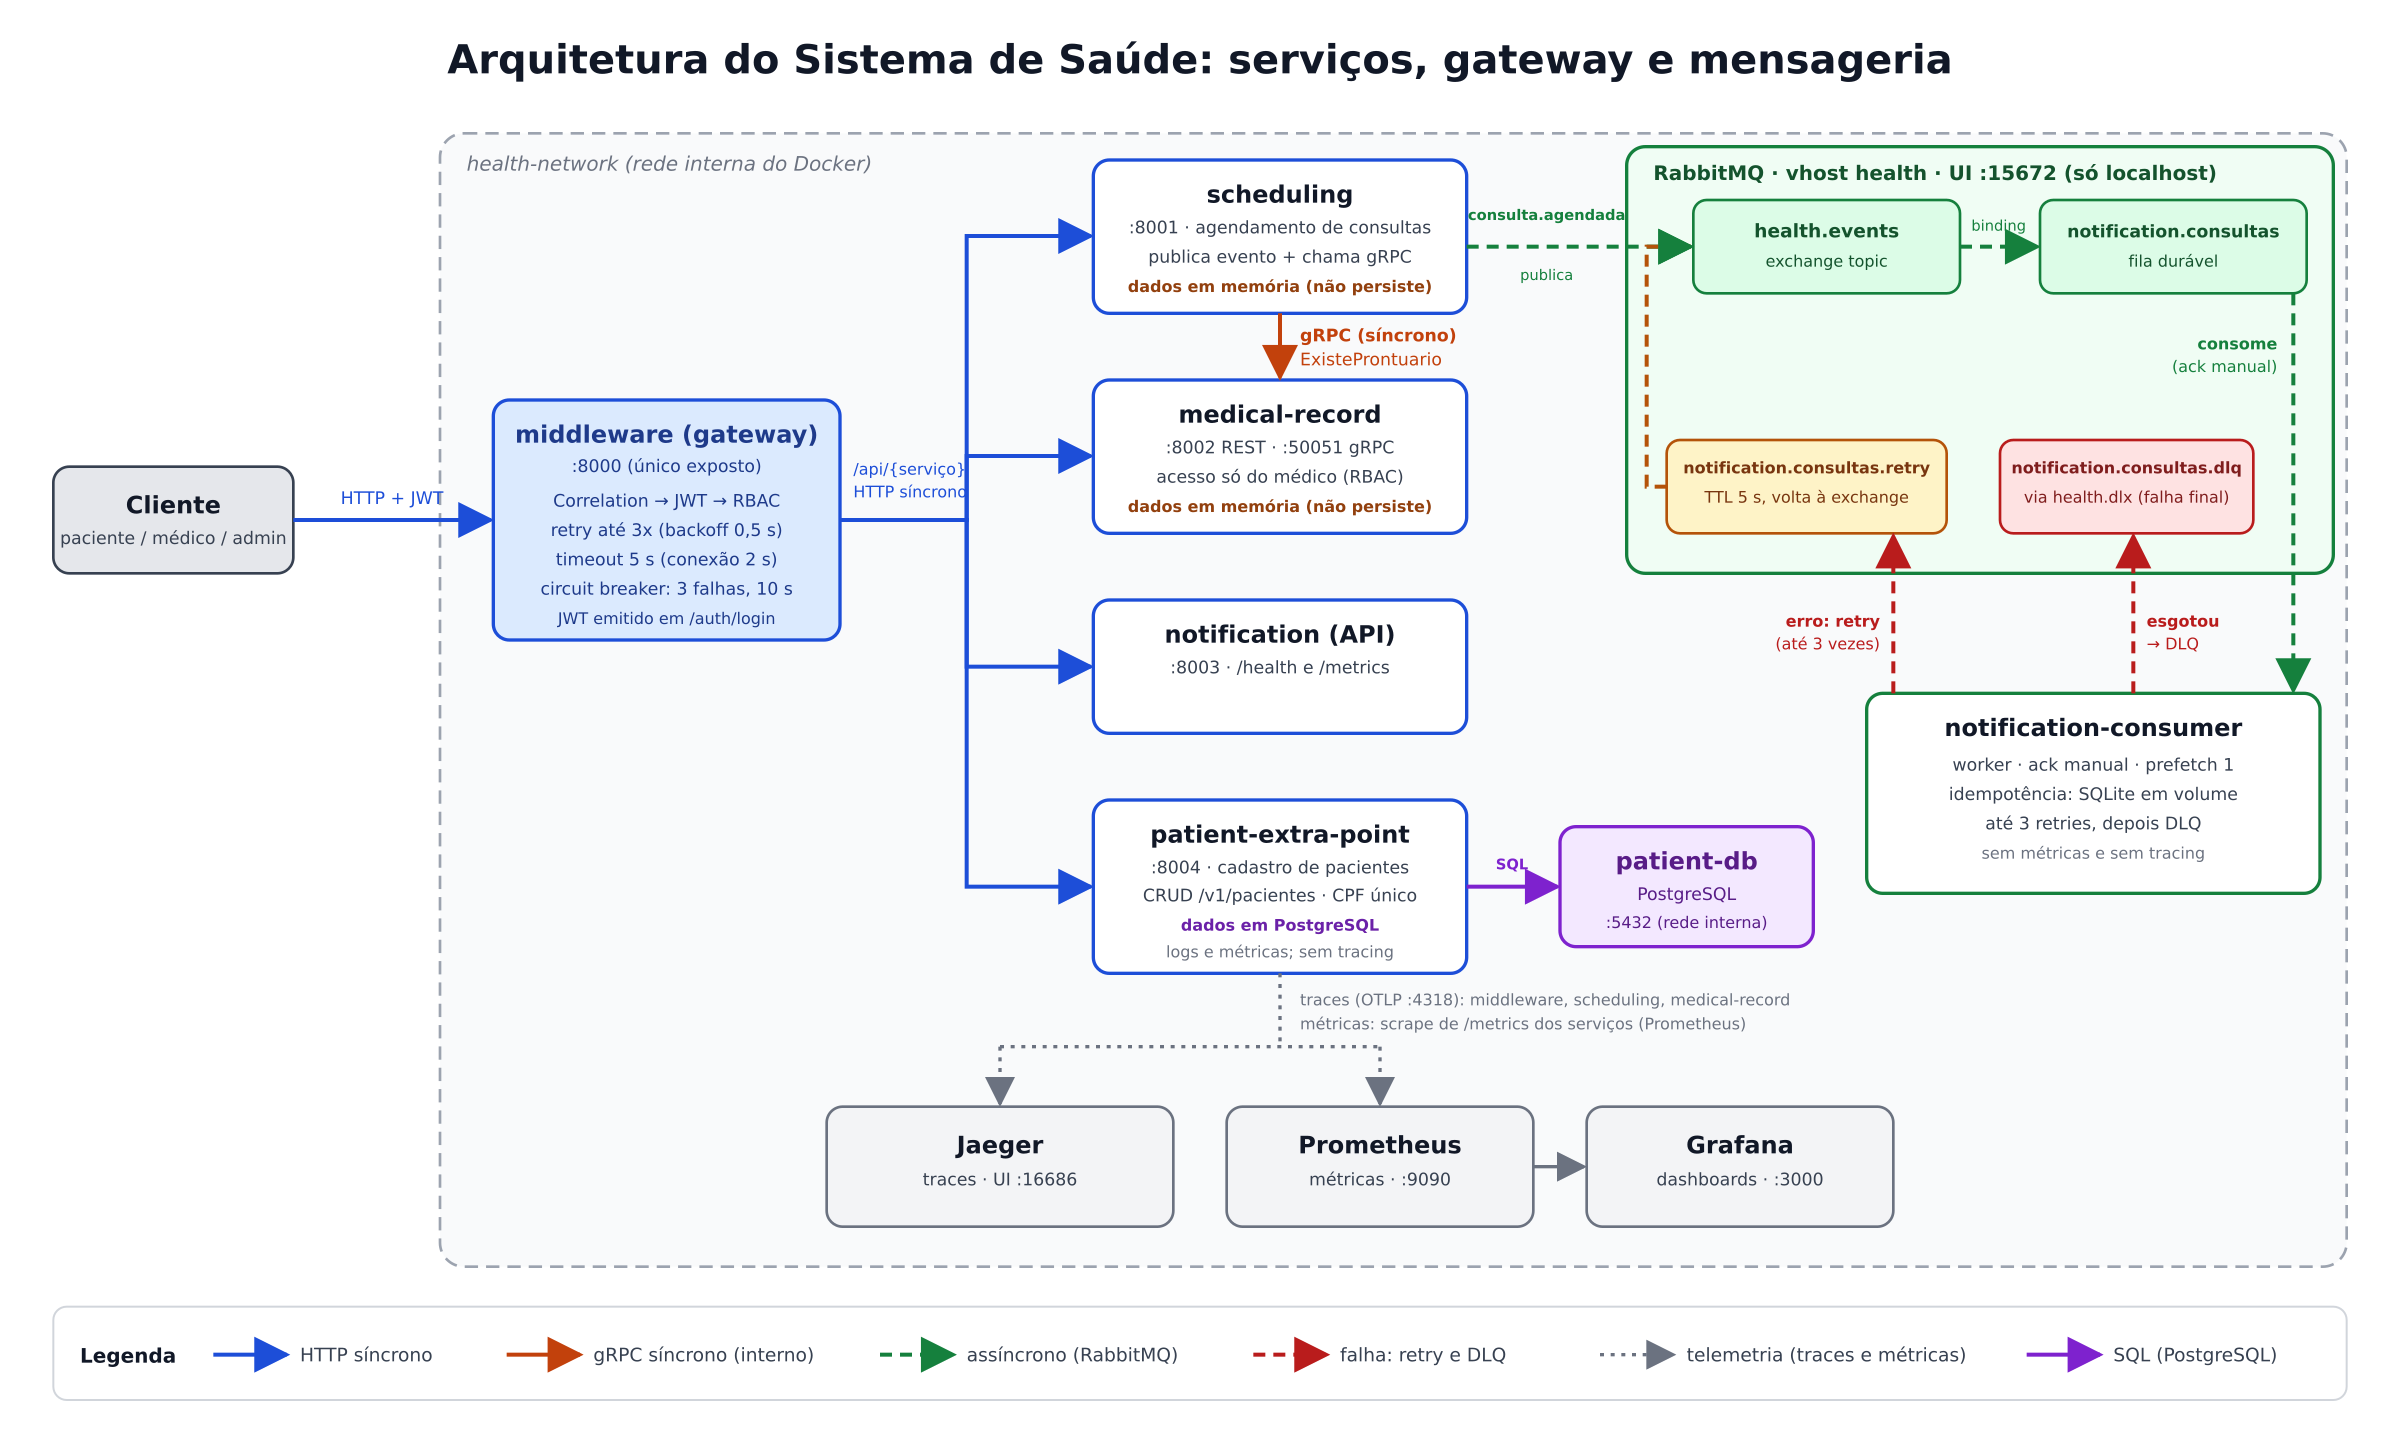 Arquitetura do Sistema de Saúde: serviços, gateway e mensageria
health-network (rede interna do Docker)
Cliente
paciente / médico / admin
HTTP + JWT
middleware (gateway)
:8000 (único exposto)
Correlation → JWT → RBAC
retry até 3x (backoff 0,5 s)
timeout 5 s (conexão 2 s)
circuit breaker: 3 falhas, 10 s
JWT emitido em /auth/login
/api/{serviço}
HTTP síncrono
scheduling
:8001 · agendamento de consultas
publica evento + chama gRPC
dados em memória (não persiste)
gRPC (síncrono)
ExisteProntuario
medical-record
:8002 REST · :50051 gRPC
acesso só do médico (RBAC)
dados em memória (não persiste)
notification (API)
:8003 · /health e /metrics
patient-extra-point
:8004 · cadastro de pacientes
CRUD /v1/pacientes · CPF único
dados em PostgreSQL
logs e métricas; sem tracing
SQL
patient-db
PostgreSQL
:5432 (rede interna)
consulta.agendada
publica
RabbitMQ · vhost health · UI :15672 (só localhost)
health.events
exchange topic
binding
notification.consultas
fila durável
consome
(ack manual)
notification.consultas.retry
TTL 5 s, volta à exchange
notification.consultas.dlq
via health.dlx (falha final)
erro: retry
(até 3 vezes)
esgotou
→ DLQ
notification-consumer
worker · ack manual · prefetch 1
idempotência: SQLite em volume
até 3 retries, depois DLQ
sem métricas e sem tracing
traces (OTLP :4318): middleware, scheduling, medical-record
métricas: scrape de /metrics dos serviços (Prometheus)
Jaeger
traces · UI :16686
Prometheus
métricas · :9090
Grafana
dashboards · :3000
Legenda
HTTP síncrono
gRPC síncrono (interno)
assíncrono (RabbitMQ)
falha: retry e DLQ
telemetria (traces e métricas)
SQL (PostgreSQL)